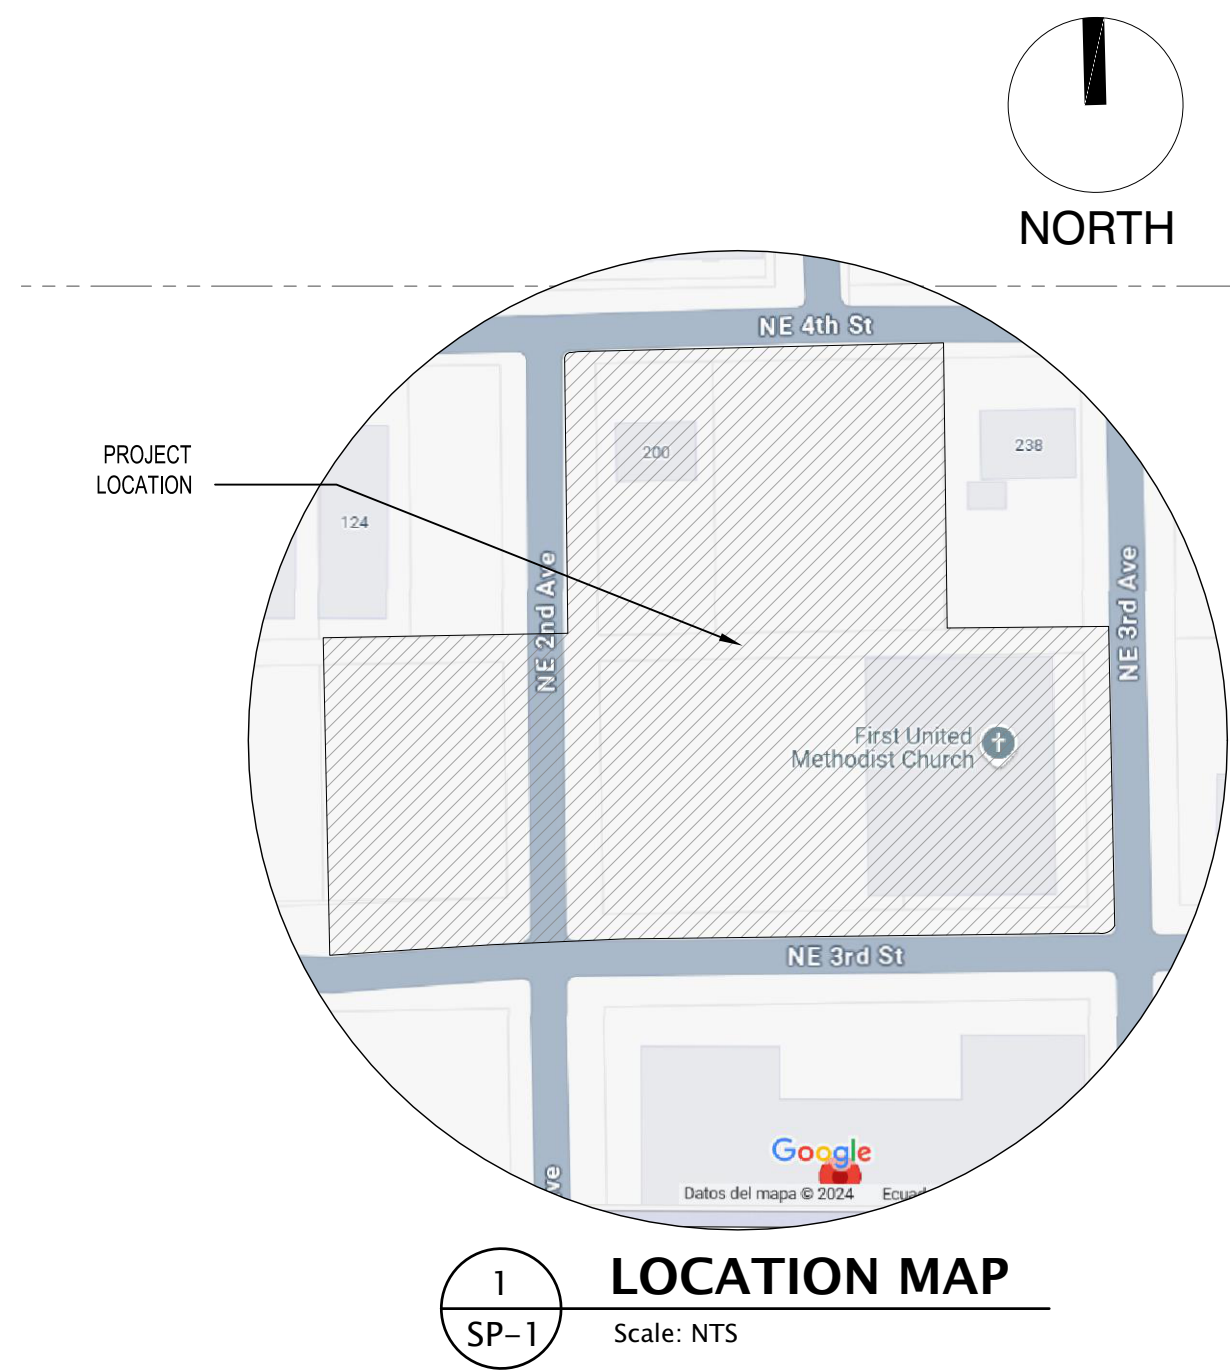 NORTH
NE 4th St
PROJECT
LOCATION
200
238
124
NE 2nd Ave
NE 3rd Ave
First United
Methodist Church
NE 3rd St
Google
Datos del mapa © 2024
1
SP-1
LOCATION MAP
Scale: NTS